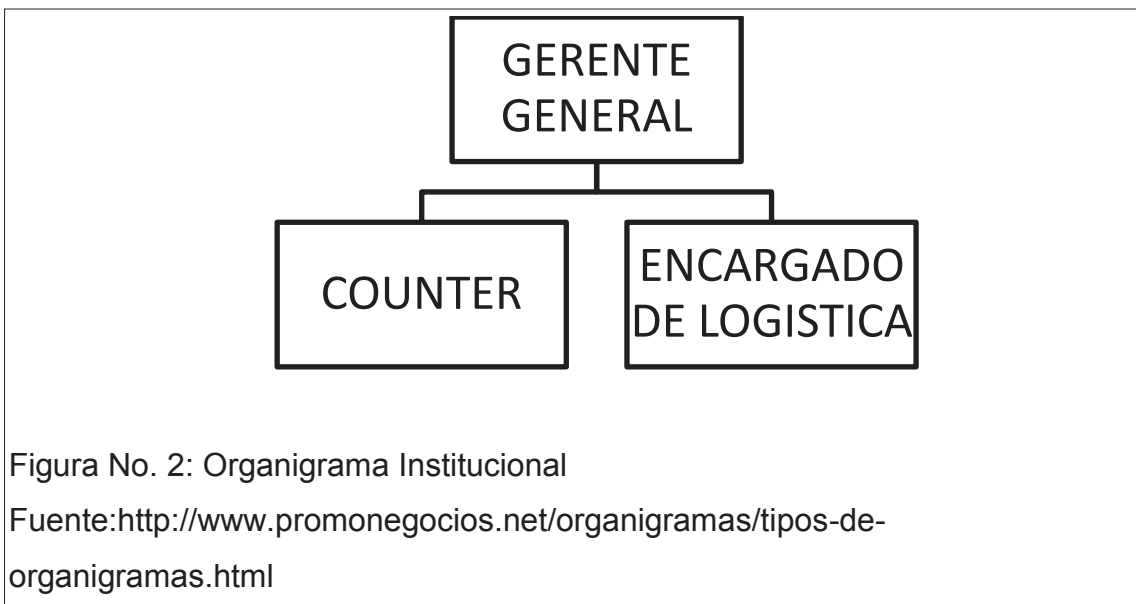 GERENTE
GENERAL
COUNTER
ENCARGADO
DE LOGISTICA
Figura No. 2: Organigrama Institucional
Fuente:http://www.promonegocios.net/organigramas/tipos-de-
organigramas.html